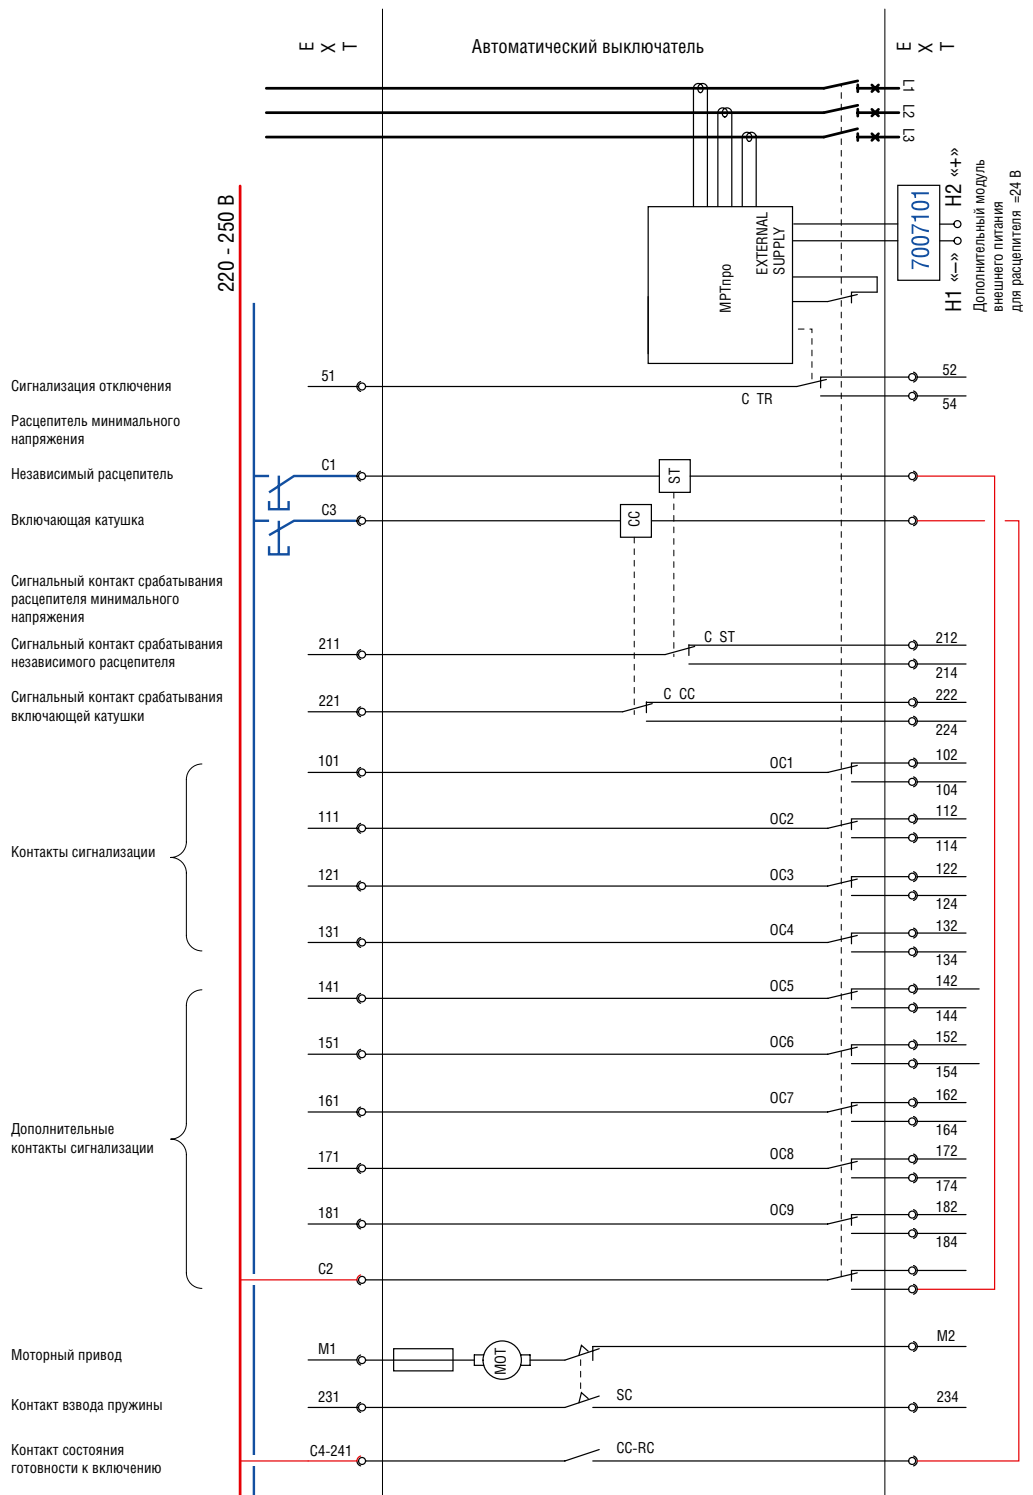 Е Х Т
Автоматический выключатель
Е Х Т
L1
L2
L3
220 - 250 В
МРТпро
EXTERNAL
SUPPLY
7007101
H1 «–»
H2 «+»
Дополнительный модуль
внешнего питания
для расцепителя =24 В
Сигнализация отключения
51
C TR
52
54
Расцепитель минимального
напряжения
Независимый расцепитель
C1
ST
Включающая катушка
C3
CC
Сигнальный контакт срабатывания
расцепителя минимального
напряжения
Сигнальный контакт срабатывания
независимого расцепителя
211
C ST
212
214
Сигнальный контакт срабатывания
включающей катушки
221
C CC
222
224
Контакты сигнализации
101
OC1
102
104
111
OC2
112
114
121
OC3
122
124
131
OC4
132
134
Дополнительные
контакты сигнализации
141
OC5
142
144
151
OC6
152
154
161
OC7
162
164
171
OC8
172
174
181
OC9
182
184
C2
Моторный привод
M1
МОТ
M2
Контакт взвода пружины
231
SC
234
Контакт состояния
готовности к включению
C4-241
CC-RC